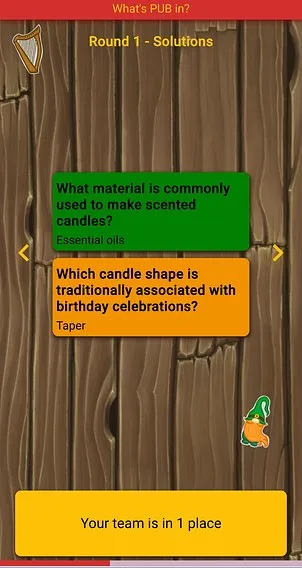 What's PUB in?
Round 1 - Solutions
What material is commonly
used to make scented
candles?
Essential oils
Which candle shape is
traditionally associated with
birthday celebrations?
Taper
Your team is in 1 place